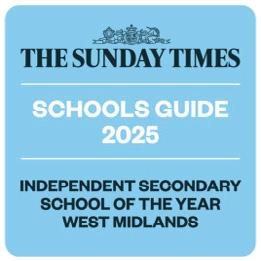 THE SUNDAY TIMES
SCHOOLS GUIDE
2025
INDEPENDENT SECONDARY
SCHOOL OF THE YEAR
WEST MIDLANDS